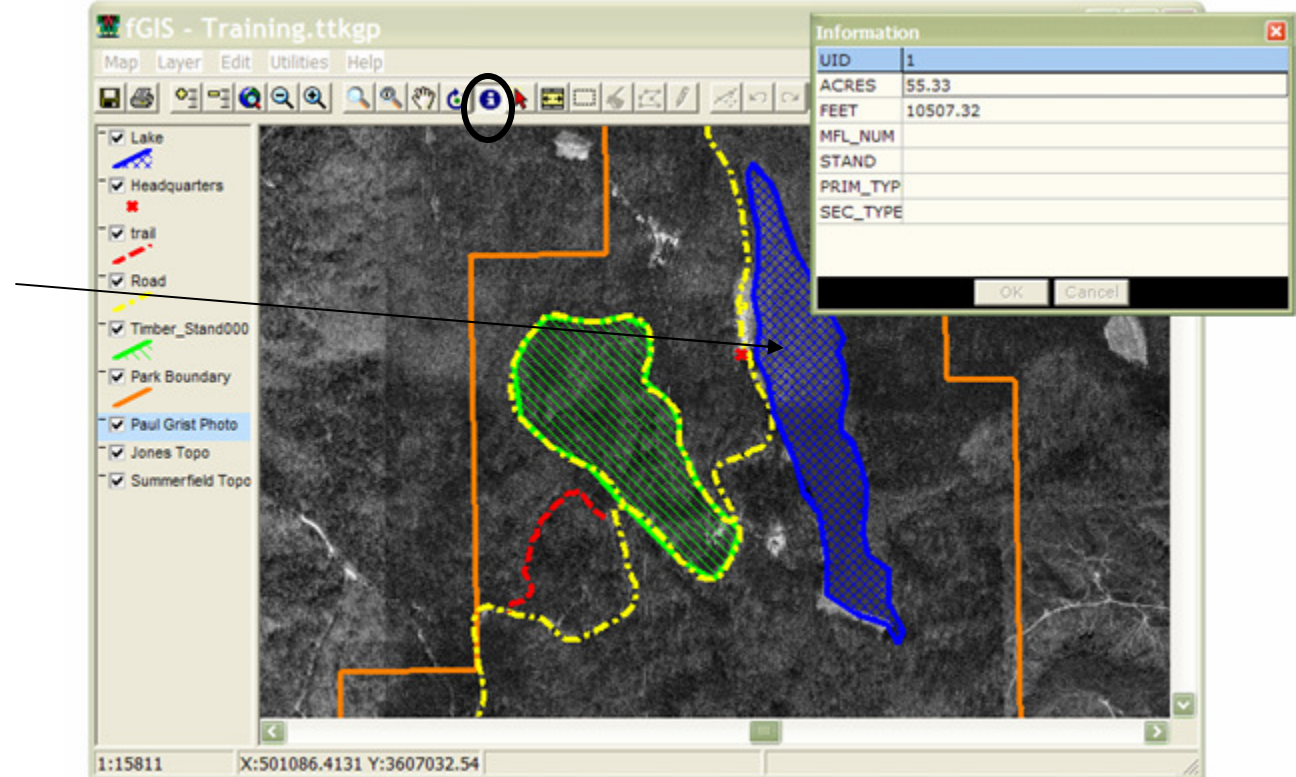 fGIS - Training.ttkgp
Map Layer Edit Utilities Help
Lake
Headquarters
trail
Road
Timber_Stand000
Park Boundary
Paul Grist Photo
Jones Topo
Summerfield Topo
Information
UID 1
ACRES 55.33
FEET 10507.32
MFL_NUM
STAND
PRIM_TYP
SEC_TYPE
OK Cancel
1:15811 X:501086.4131 Y:3607032.54